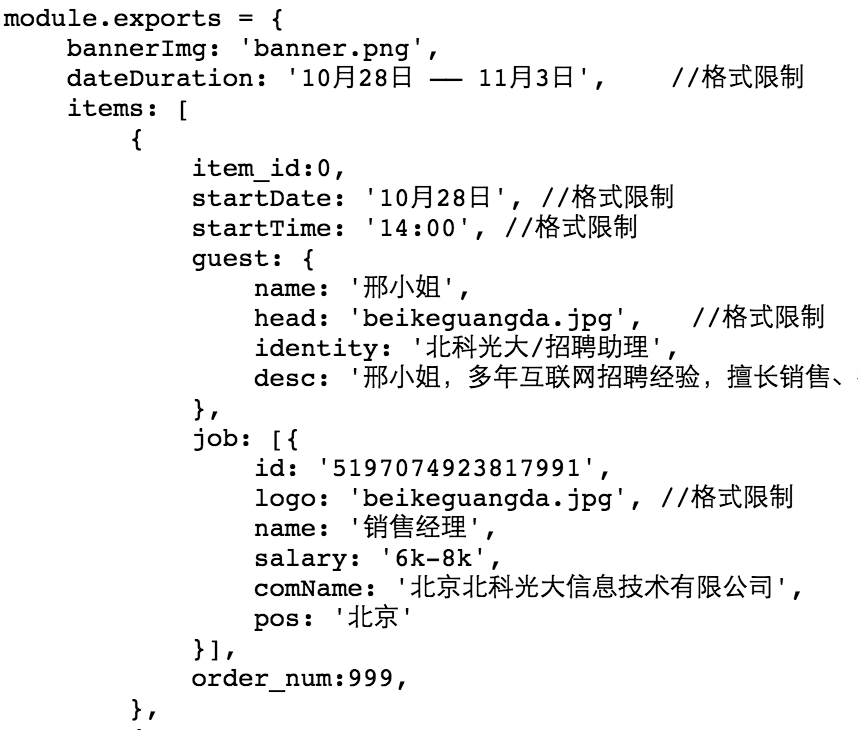 module.exports = {
    bannerImg: 'banner.png',
    dateDuration: '10月28日 —— 11月3日',    //格式限制
    items: [
        {
            item_id:0,
            startDate: '10月28日', //格式限制
            startTime: '14:00', //格式限制
            guest: {
                name: '邢小姐',
                head: 'beikeguangda.jpg',   //格式限制
                identity: '北科光大/招聘助理',
                desc: '邢小姐，多年互联网招聘经验，擅长销售、
            },
            job: [{
                id: '5197074923817991',
                logo: 'beikeguangda.jpg', //格式限制
                name: '销售经理',
                salary: '6k-8k',
                comName: '北京北科光大信息技术有限公司',
                pos: '北京'
            }],
            order_num:999,
        },